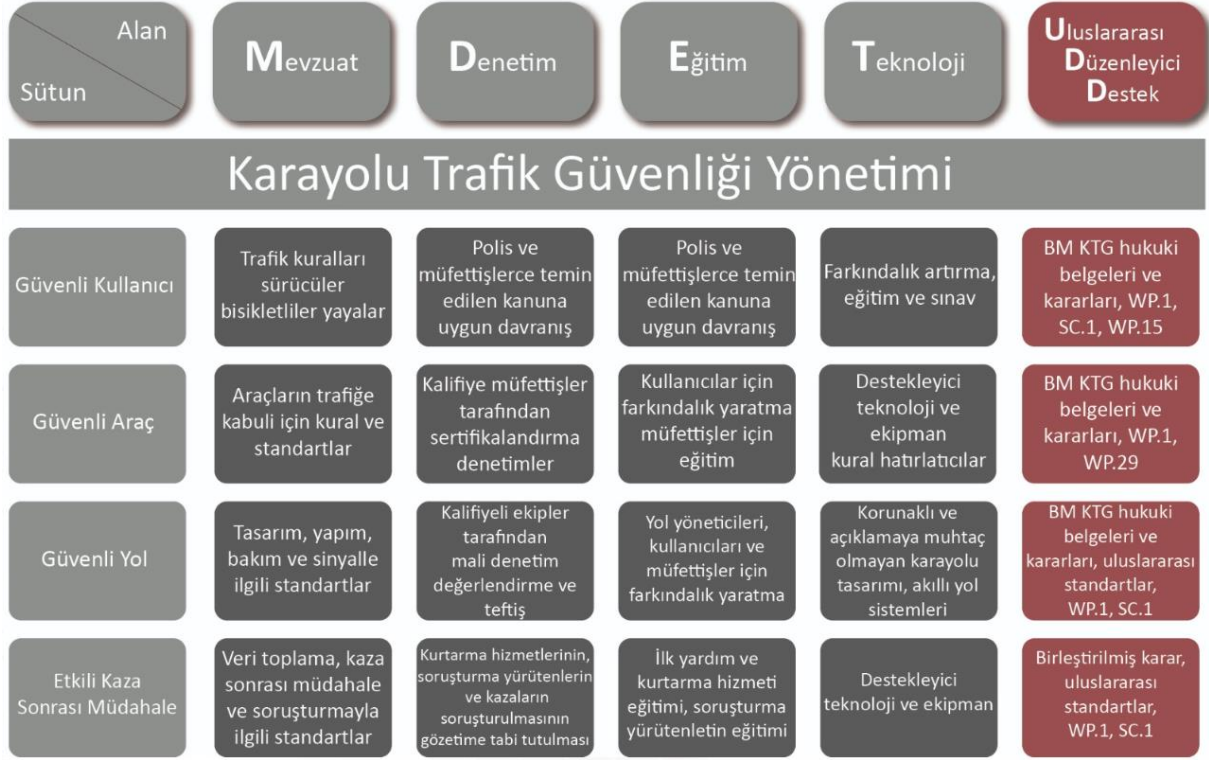 Alan
Sütun
Mevzuat
Denetim
Eğitim
Teknoloji
Uluslararası
Düzenleyici
Destek
Karayolu Trafik Güvenliği Yönetimi
Güvenli Kullanıcı
Trafik kuralları
sürücüler
bisikletliler yayalar
Polis ve
müfettişlerce temin
edilen kanuna
uygun davranış
Polis ve
müfettişlerce temin
edilen kanuna
uygun davranış
Farkındalık artırma,
eğitim ve sınav
BM KTG hukuki
belgeleri ve
kararları, WP.1,
SC.1, WP.15
Güvenli Araç
Araçların trafiğe
kabuli için kural ve
standartlar
Kalifiye müfettişler
tarafından
sertifikalandırma
denetimler
Kullanıcılar için
farkındalık yaratma
müfettişler için
eğitim
Destekleyici
teknoloji ve
ekipman
kural hatırlatıcılar
BM KTG hukuki
belgeleri ve
kararları, WP.1,
WP.29
Güvenli Yol
Tasarım, yapım,
bakım ve sinyalle
ilgili standartlar
Kalifiyeli ekipler
tarafından
mali denetim
değerlendirme ve
teftiş
Yol yöneticileri,
kullanıcıları ve
müfettişler için
farkındalık yaratma
Korunaklı ve
açıklamaya muhtaç
olmayan karayolu
tasarımı, akıllı yol
sistemleri
BM KTG hukuki
belgeleri ve
kararları, uluslararası
standartlar,
WP.1, SC.1
Etkili Kaza
Sonrası Müdahale
Veri toplama, kaza
sonrası müdahale
ve soruşturmayla
ilgili standartlar
Kurtarma hizmetlerinin,
soruşturma yürütenlerin
ve kazaların
soruşturulmasının
gözetime tabi tutulması
İlk yardım ve
kurtarma hizmeti
eğitimi, soruşturma
yürütenletin eğitimi
Destekleyici
teknoloji ve ekipman
Birleştirilmiş karar,
uluslararası
standartlar,
WP.1, SC.1